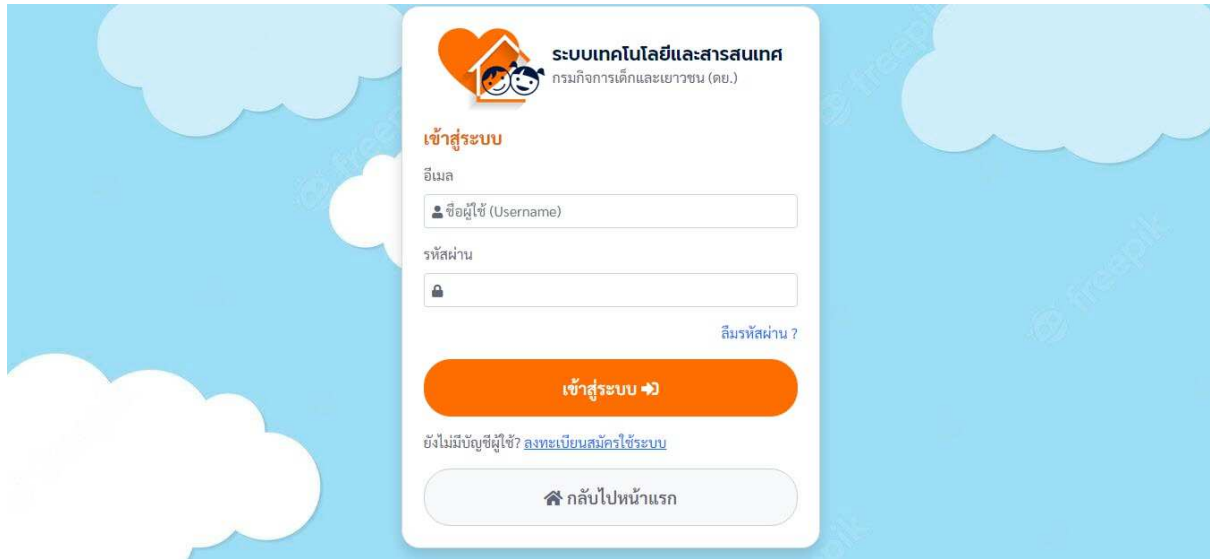 ระบบเทคโนโลยีและสารสนเทศ
กรมกิจการเด็กและเยาวชน (ดย.)
เข้าสู่ระบบ
อีเมล
ชื่อผู้ใช้ (Username)
รหัสผ่าน
ลืมรหัสผ่าน ?
เข้าสู่ระบบ
ยังไม่มีบัญชีผู้ใช้? ลงทะเบียนสมัครใช้ระบบ
กลับไปหน้าแรก
freepik
freepik
freepik
freepik